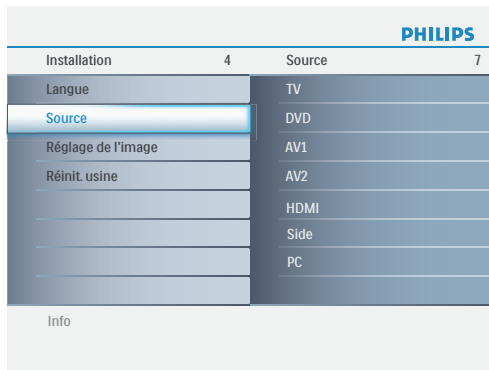 PHILIPS
Installation 4 Source 7
Langue TV
Source DVD
Réglage de l'image AV1
Réinit. usine AV2
HDMI
Side
PC
Info